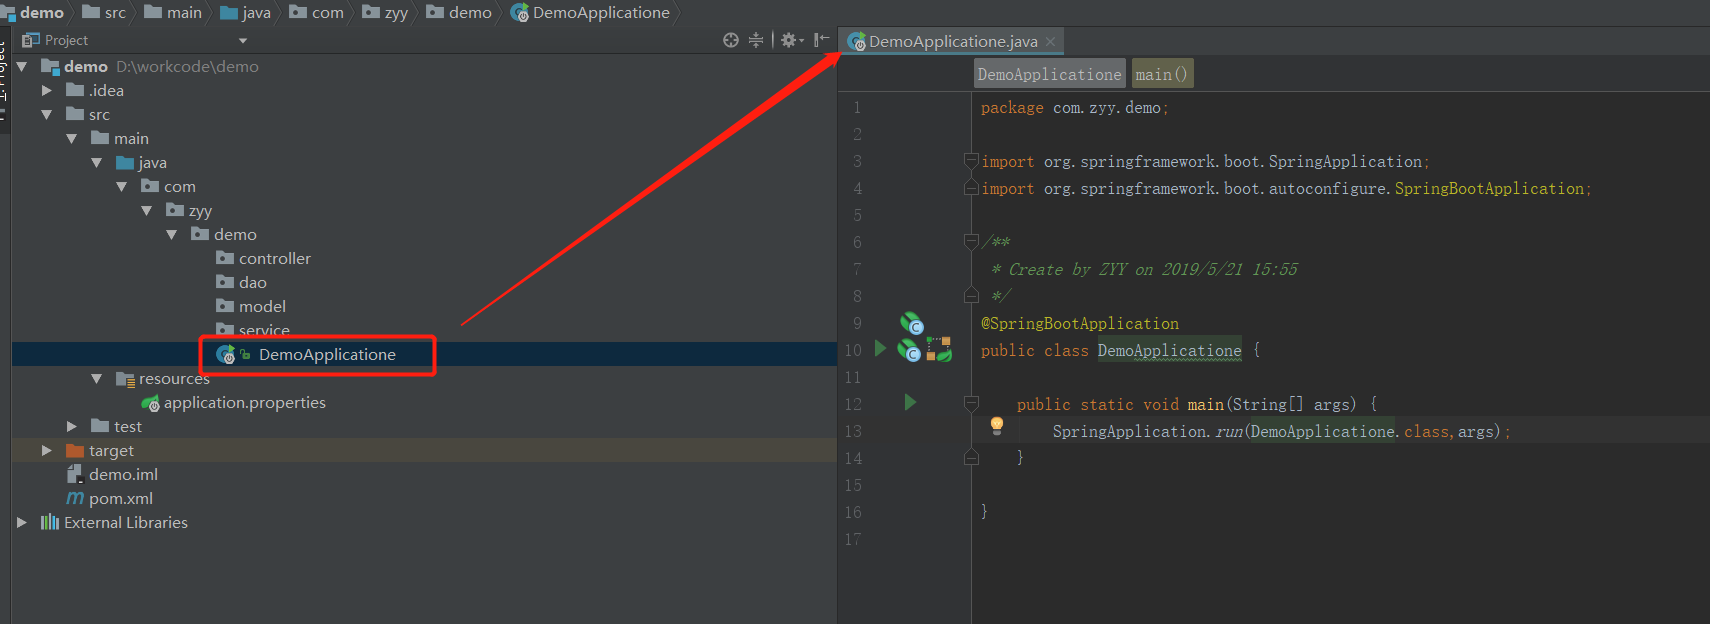 demo src main java com zyy demo DemoApplicatione
Project
demo D:\workcode\demo
.idea
src
main
java
com
zyy
demo
controller
dao
model
service
DemoApplicatione
resources
application.properties
test
target
demo.iml
pom.xml
External Libraries
DemoApplicatione.java
DemoApplicatione main()
1 package com.zyy.demo;
2
3 import org.springframework.boot.SpringApplication;
4 import org.springframework.boot.autoconfigure.SpringBootApplication;
5
6 /**
7 * Create by ZYY on 2019/5/21 15:55
8 */
9 @SpringBootApplication
10 public class DemoApplicatione {
11
12 public static void main(String[] args) {
13 SpringApplication.run(DemoApplicatione.class,args);
14 }
15
16 }
17